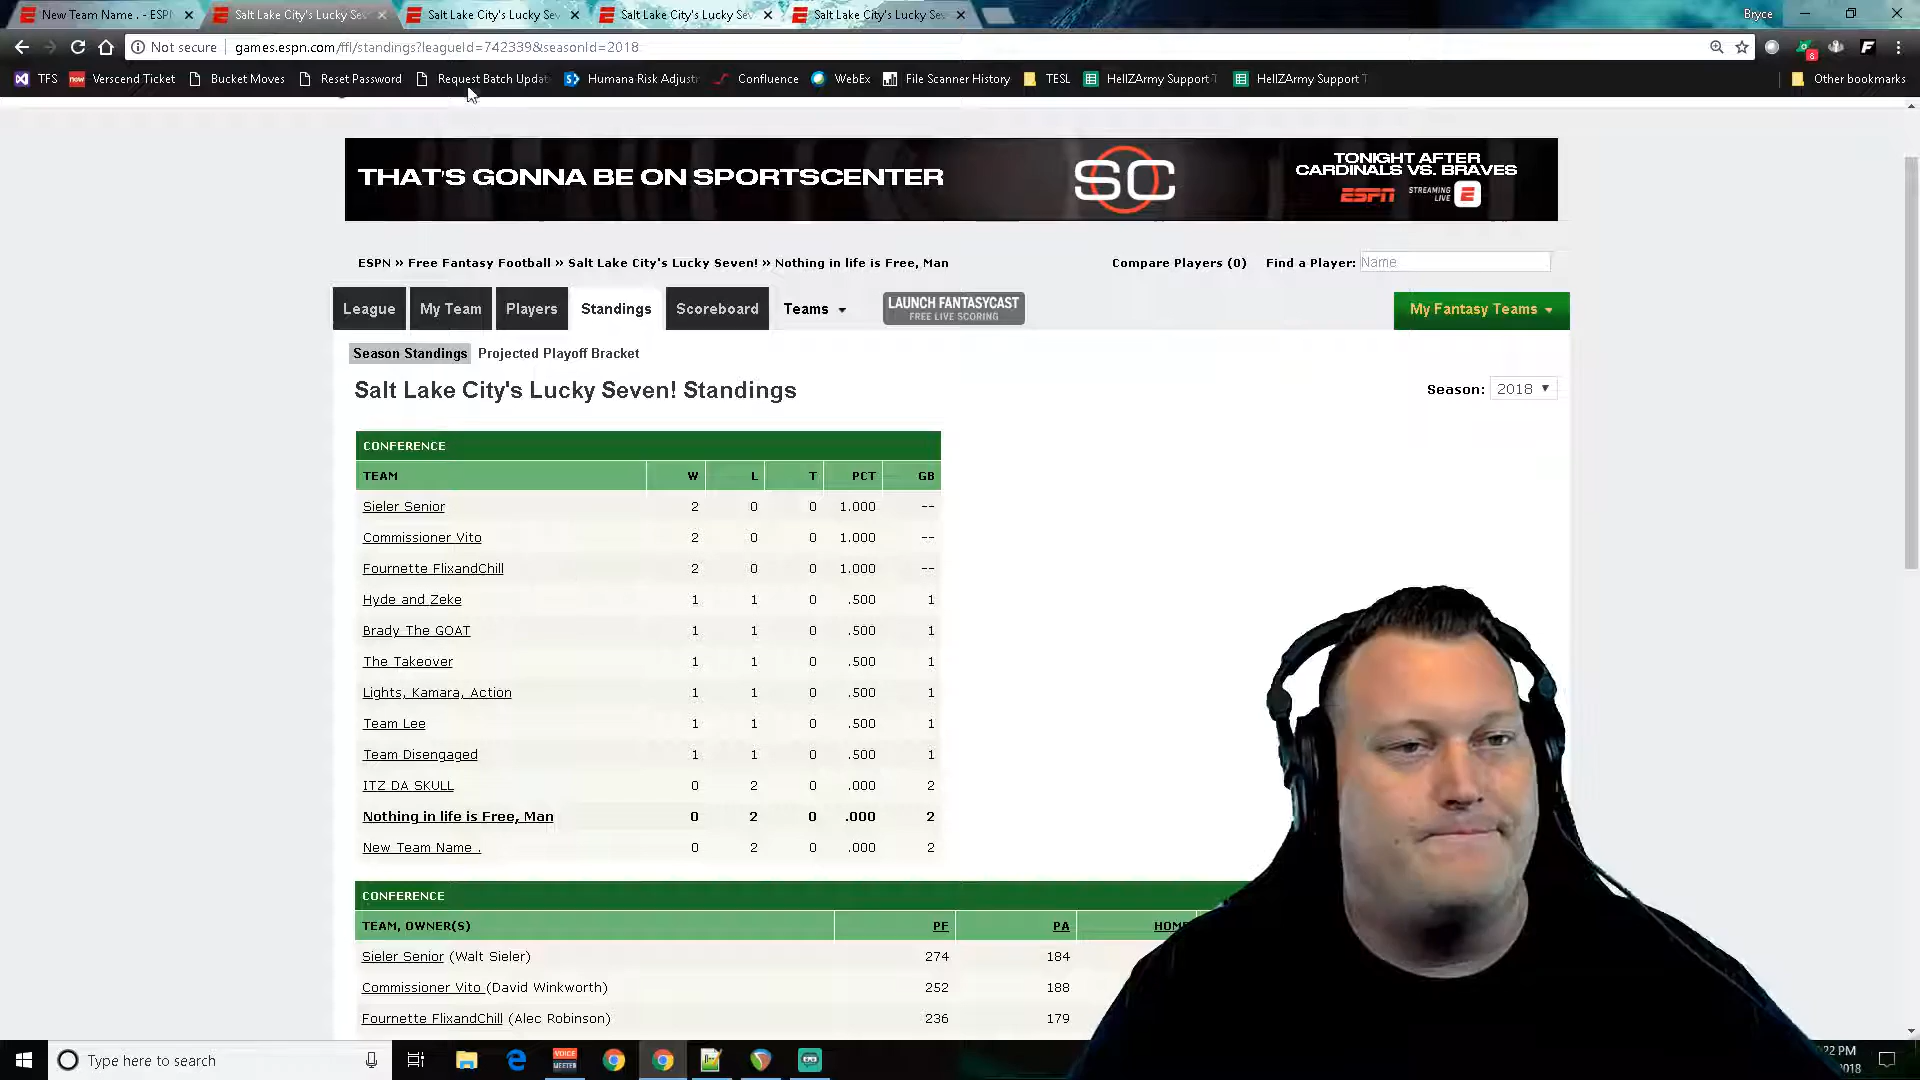 New Team Name . - ESP
Salt Lake City's Lucky Sev
Salt Lake City's Lucky Sev
Salt Lake City's Lucky Sev
Salt Lake City's Lucky Sev
Bryce
Not secure
games.espn.com/ffl/standings?leagueId=742339&seasonId=2018
TFS
now
Verscend Ticket
Bucket Moves
Reset Password
Request Batch Updat
Humana Risk Adjustr
Confluence
WebEx
File Scanner History
TESL
HellZArmy Support T
HellZArmy Support T
Other bookmarks
THAT'S GONNA BE ON SPORTSCENTER
SC
TONIGHT AFTER
CARDINALS VS. BRAVES
ESPN STREAMING LIVE E
ESPN » Free Fantasy Football » Salt Lake City's Lucky Seven! » Nothing in life is Free, Man
Compare Players (0)
Find a Player: Name
League
My Team
Players
Standings
Scoreboard
Teams
LAUNCH FANTASYCAST
FREE LIVE SCORING
My Fantasy Teams
Season Standings
Projected Playoff Bracket
Salt Lake City's Lucky Seven! Standings
Season: 2018
CONFERENCE
TEAM W L T PCT GB
Sieler Senior 2 0 0 1.000 --
Commissioner Vito 2 0 0 1.000 --
Fournette FlixandChill 2 0 0 1.000 --
Hyde and Zeke 1 1 0 .500 1
Brady The GOAT 1 1 0 .500 1
The Takeover 1 1 0 .500 1
Lights, Kamara, Action 1 1 0 .500 1
Team Lee 1 1 0 .500 1
Team Disengaged 1 1 0 .500 1
ITZ DA SKULL 0 2 0 .000 2
Nothing in life is Free, Man 0 2 0 .000 2
New Team Name . 0 2 0 .000 2
CONFERENCE
TEAM, OWNER(S) PF PA HOME
Sieler Senior (Walt Sieler) 274 184
Commissioner Vito (David Winkworth) 252 188
Fournette FlixandChill (Alec Robinson) 236 179
Type here to search
VOICE
MEETER
:22 PM
2018